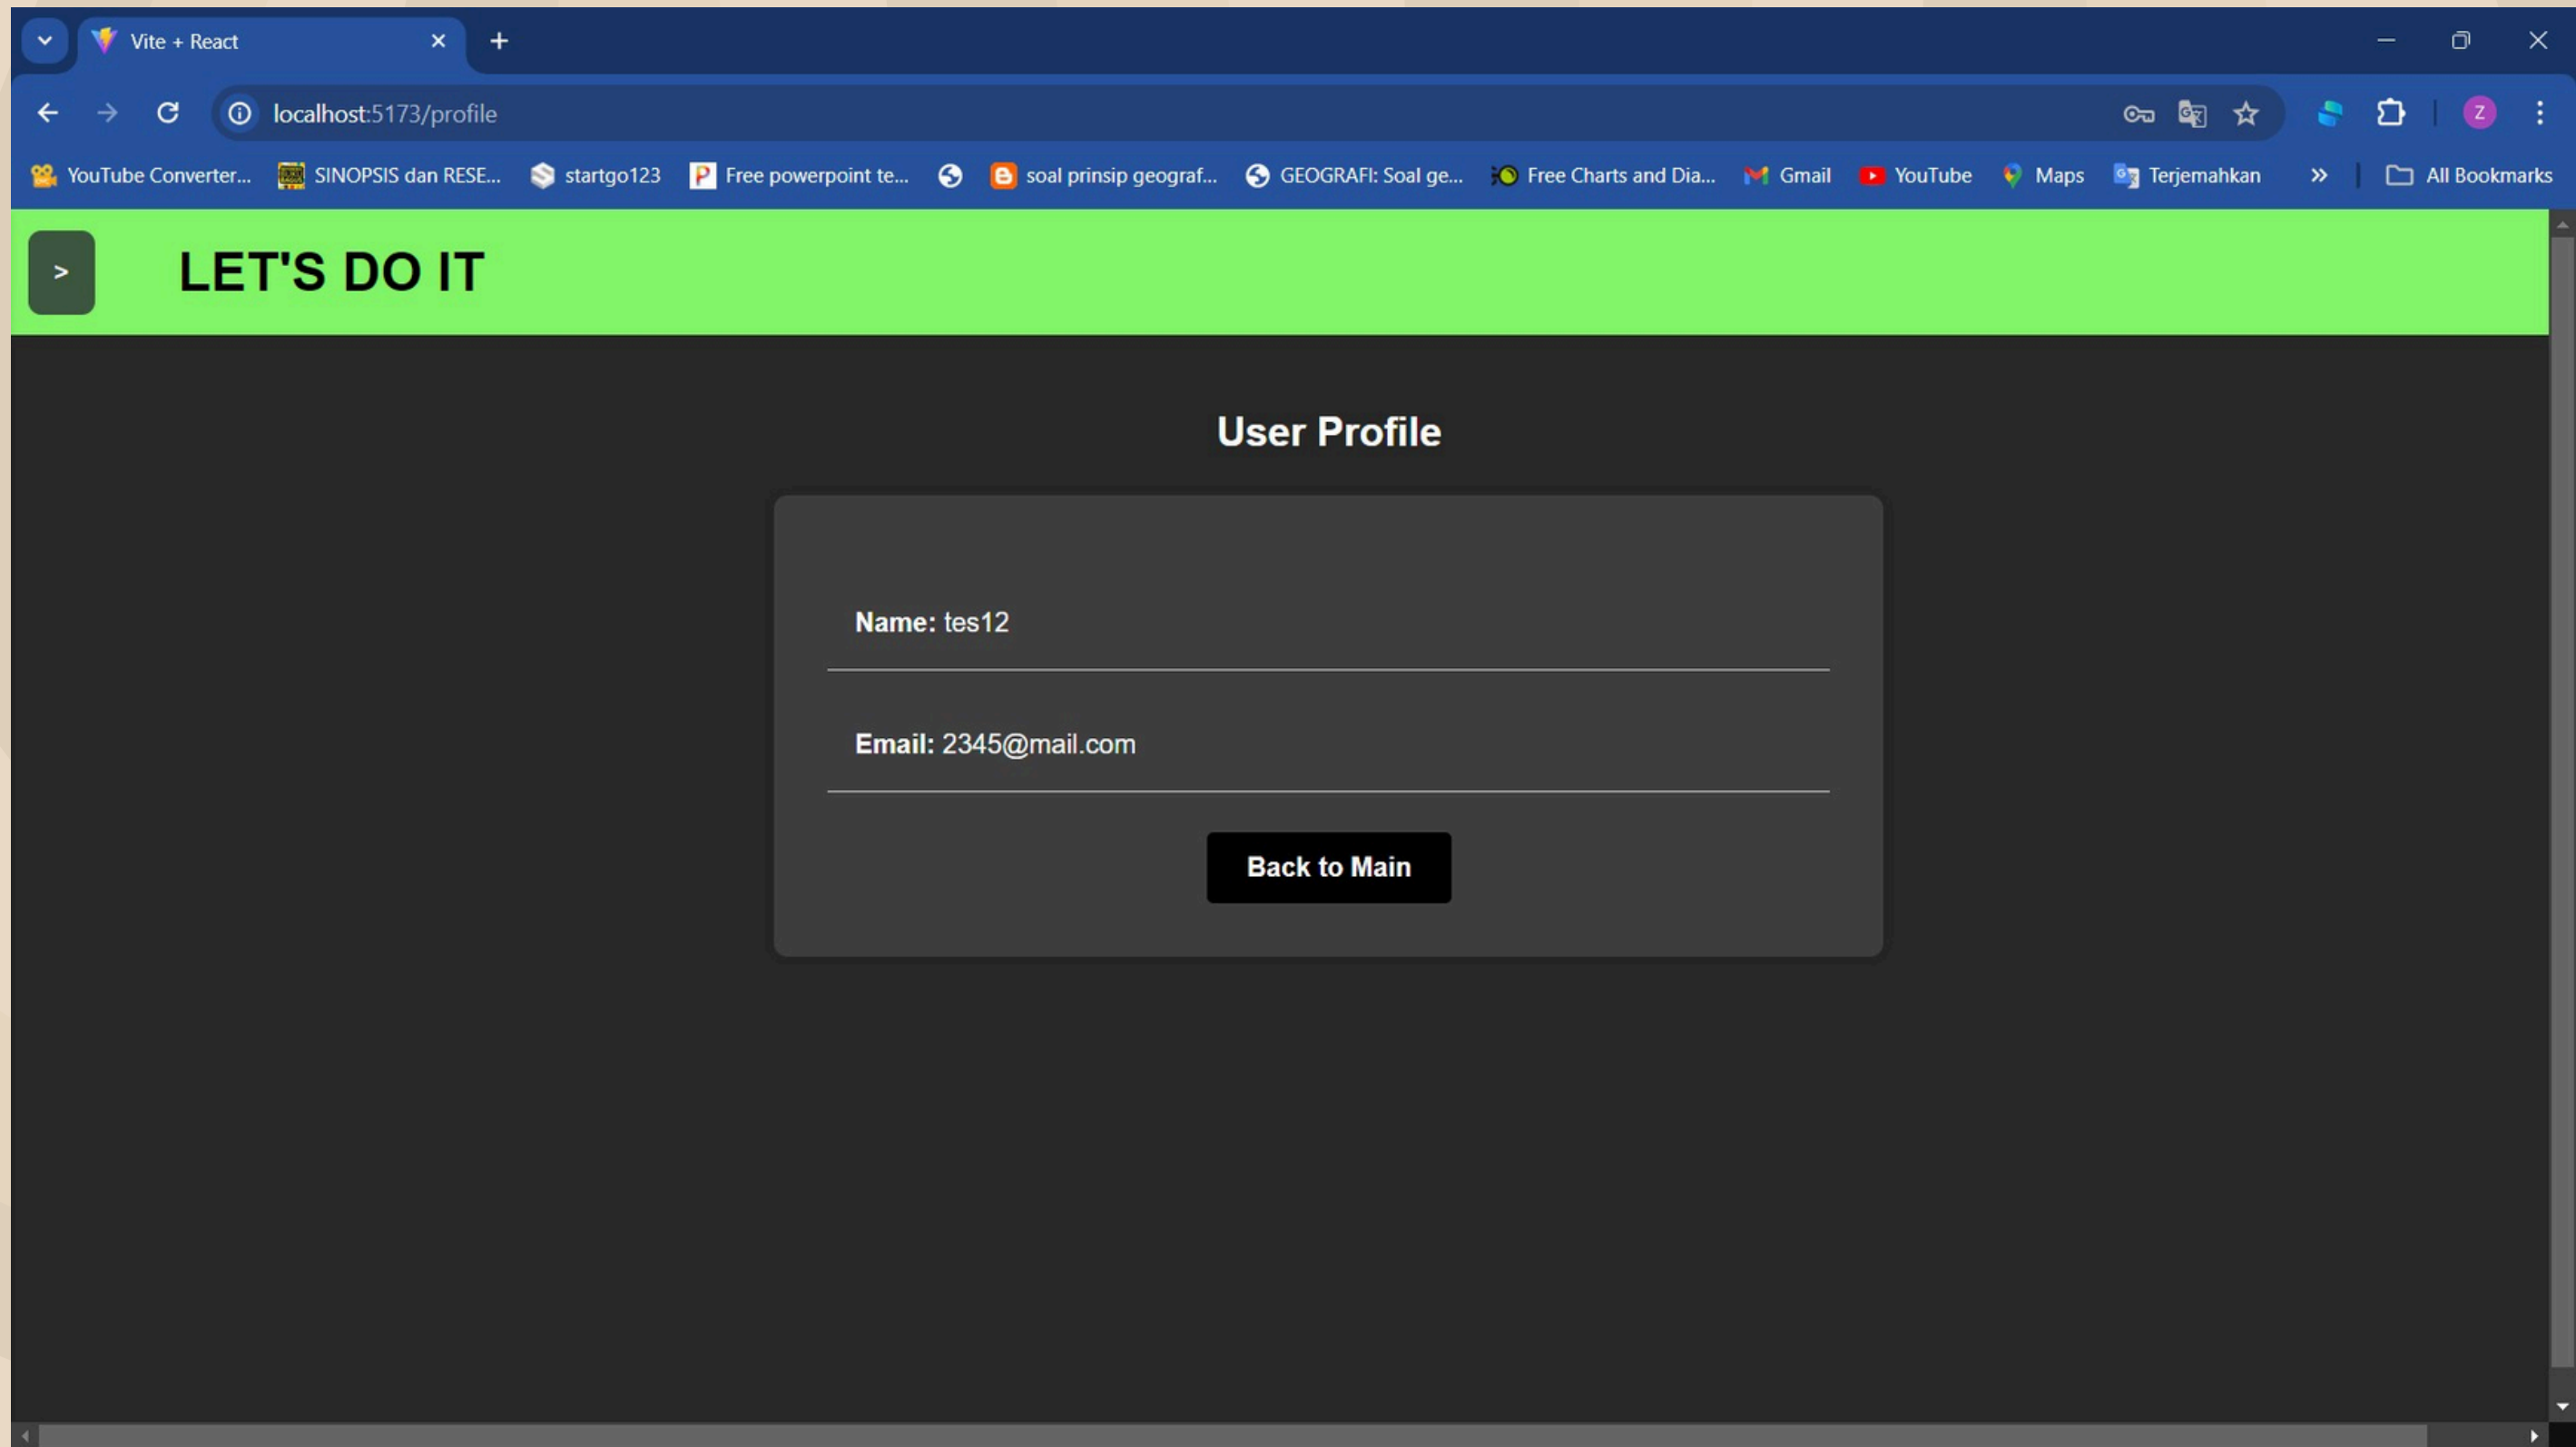 Vite + React
localhost:5173/profile
YouTube Converter... SINOPSIS dan RESE... startgo123 Free powerpoint te... soal prinsip geograf... GEOGRAFI: Soal ge... Free Charts and Dia... Gmail YouTube Maps Terjemahkan » All Bookmarks
> LET'S DO IT
User Profile
Name: tes12
Email: 2345@mail.com
Back to Main